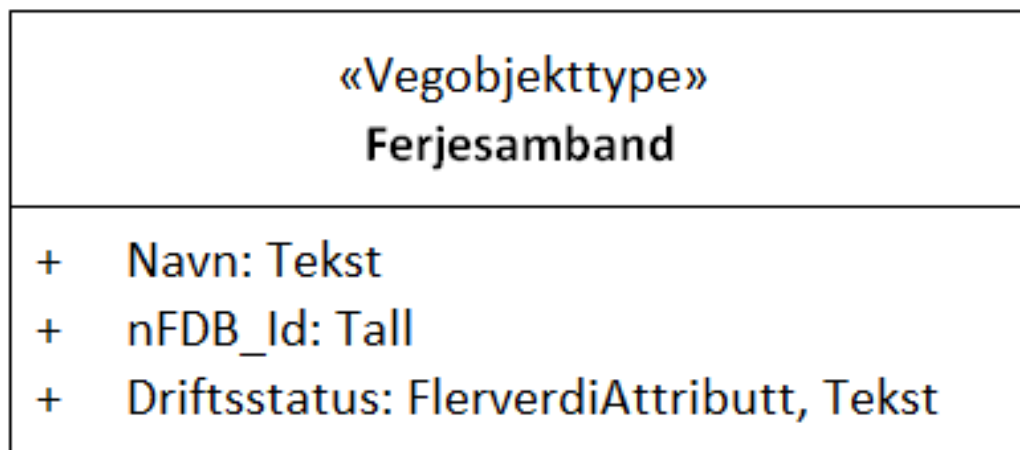 «Vegobjekttype»
Ferjesamband
+ Navn: Tekst
+ nFDB_Id: Tall
+ Driftsstatus: FlerverdiAttributt, Tekst